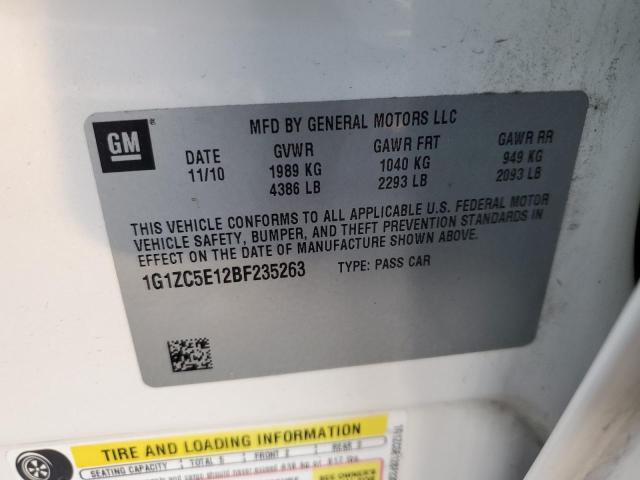 GM
MFD BY GENERAL MOTORS LLC
DATE GVWR GAWR FRT GAWR RR
11/10 1989 KG 1040 KG 949 KG
4386 LB 2293 LB 2093 LB
THIS VEHICLE CONFORMS TO ALL APPLICABLE U.S. FEDERAL MOTOR
VEHICLE SAFETY, BUMPER, AND THEFT PREVENTION STANDARDS IN
EFFECT ON THE DATE OF MANUFACTURE SHOWN ABOVE.
1G1ZC5E12BF235263 TYPE: PASS CAR
TIRE AND LOADING INFORMATION
SEATING CAPACITY TOTAL 5 FRONT 2 REAR 3
SEE OWNER'S